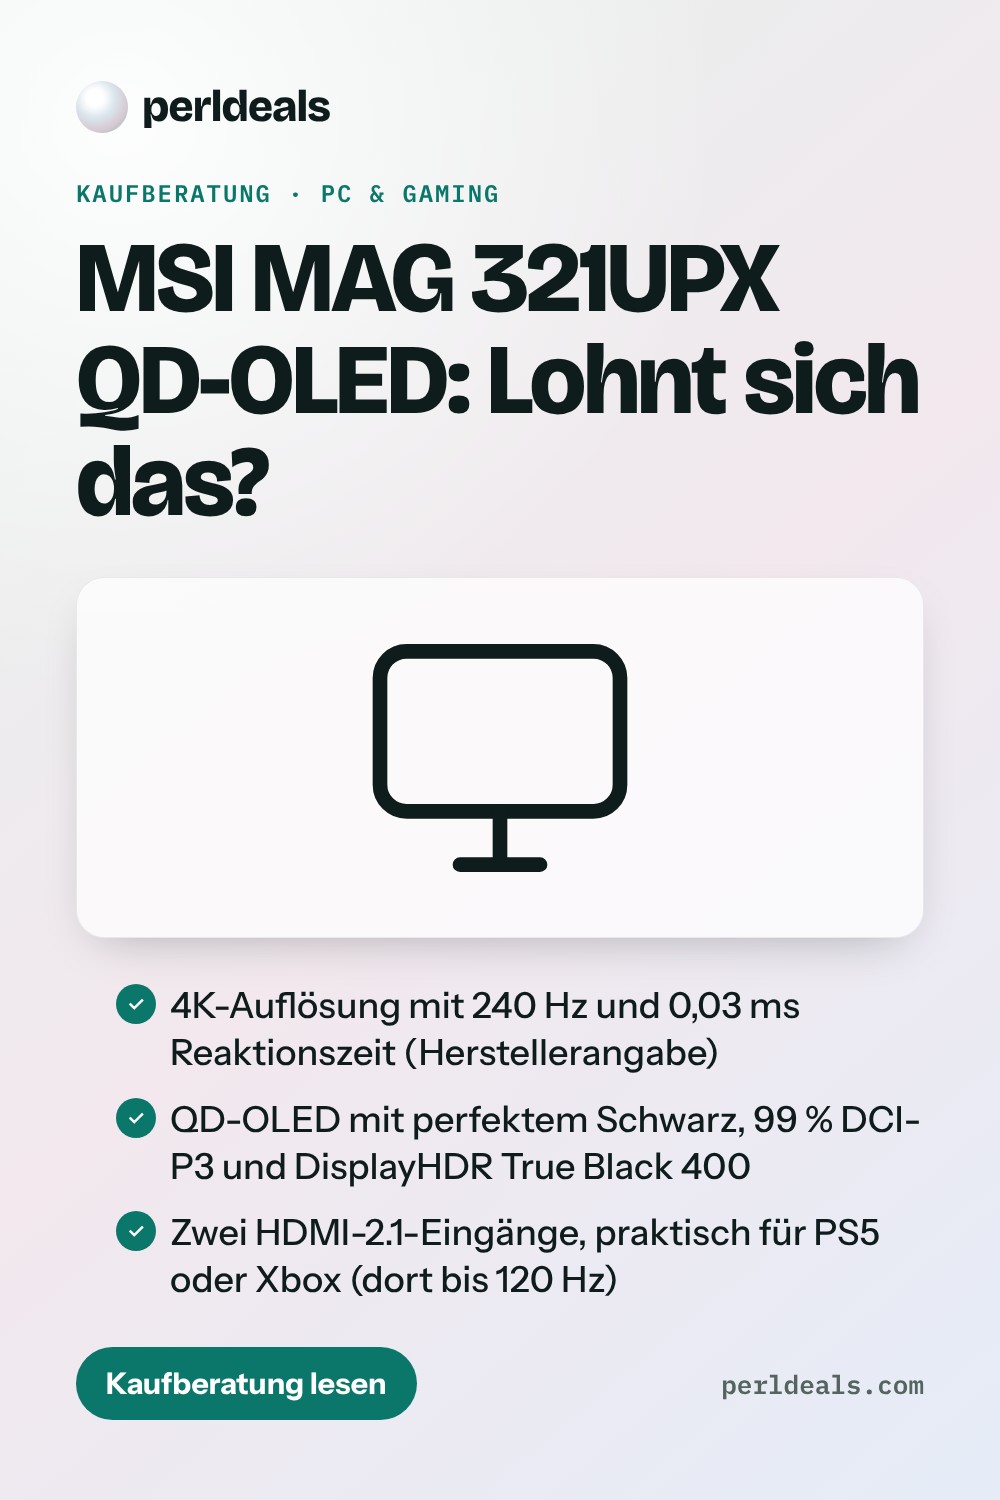 perldeals
KAUFBERATUNG · PC & GAMING
MSI MAG 321UPX
QD-OLED: Lohnt sich
das?
4K-Auflösung mit 240 Hz und 0,03 ms
Reaktionszeit (Herstellerangabe)
QD-OLED mit perfektem Schwarz, 99 % DCI-
P3 und DisplayHDR True Black 400
Zwei HDMI-2.1-Eingänge, praktisch für PS5
oder Xbox (dort bis 120 Hz)
Kaufberatung lesen
perldeals.com